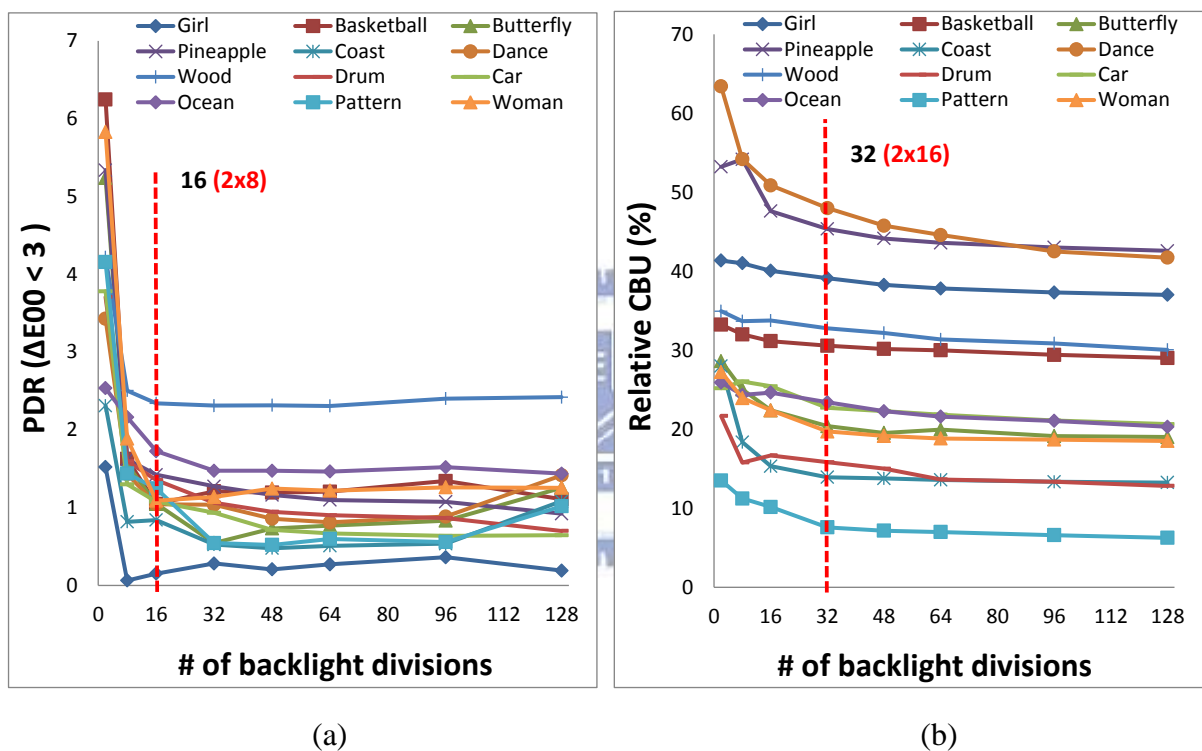 Girl Basketball Butterfly
Pineapple Coast Dance
Wood Drum Car
Ocean Pattern Woman
7
6
5
4
3
2
1
0
PDR (ΔE00 < 3 )
16 (2x8)
0 16 32 48 64 80 96 112 128
# of backlight divisions
(a)
Girl Basketball Butterfly
Pineapple Coast Dance
Wood Drum Car
Ocean Pattern Woman
70
60
50
40
30
20
10
0
Relative CBU (%)
32 (2x16)
0 16 32 48 64 80 96 112 128
# of backlight divisions
(b)